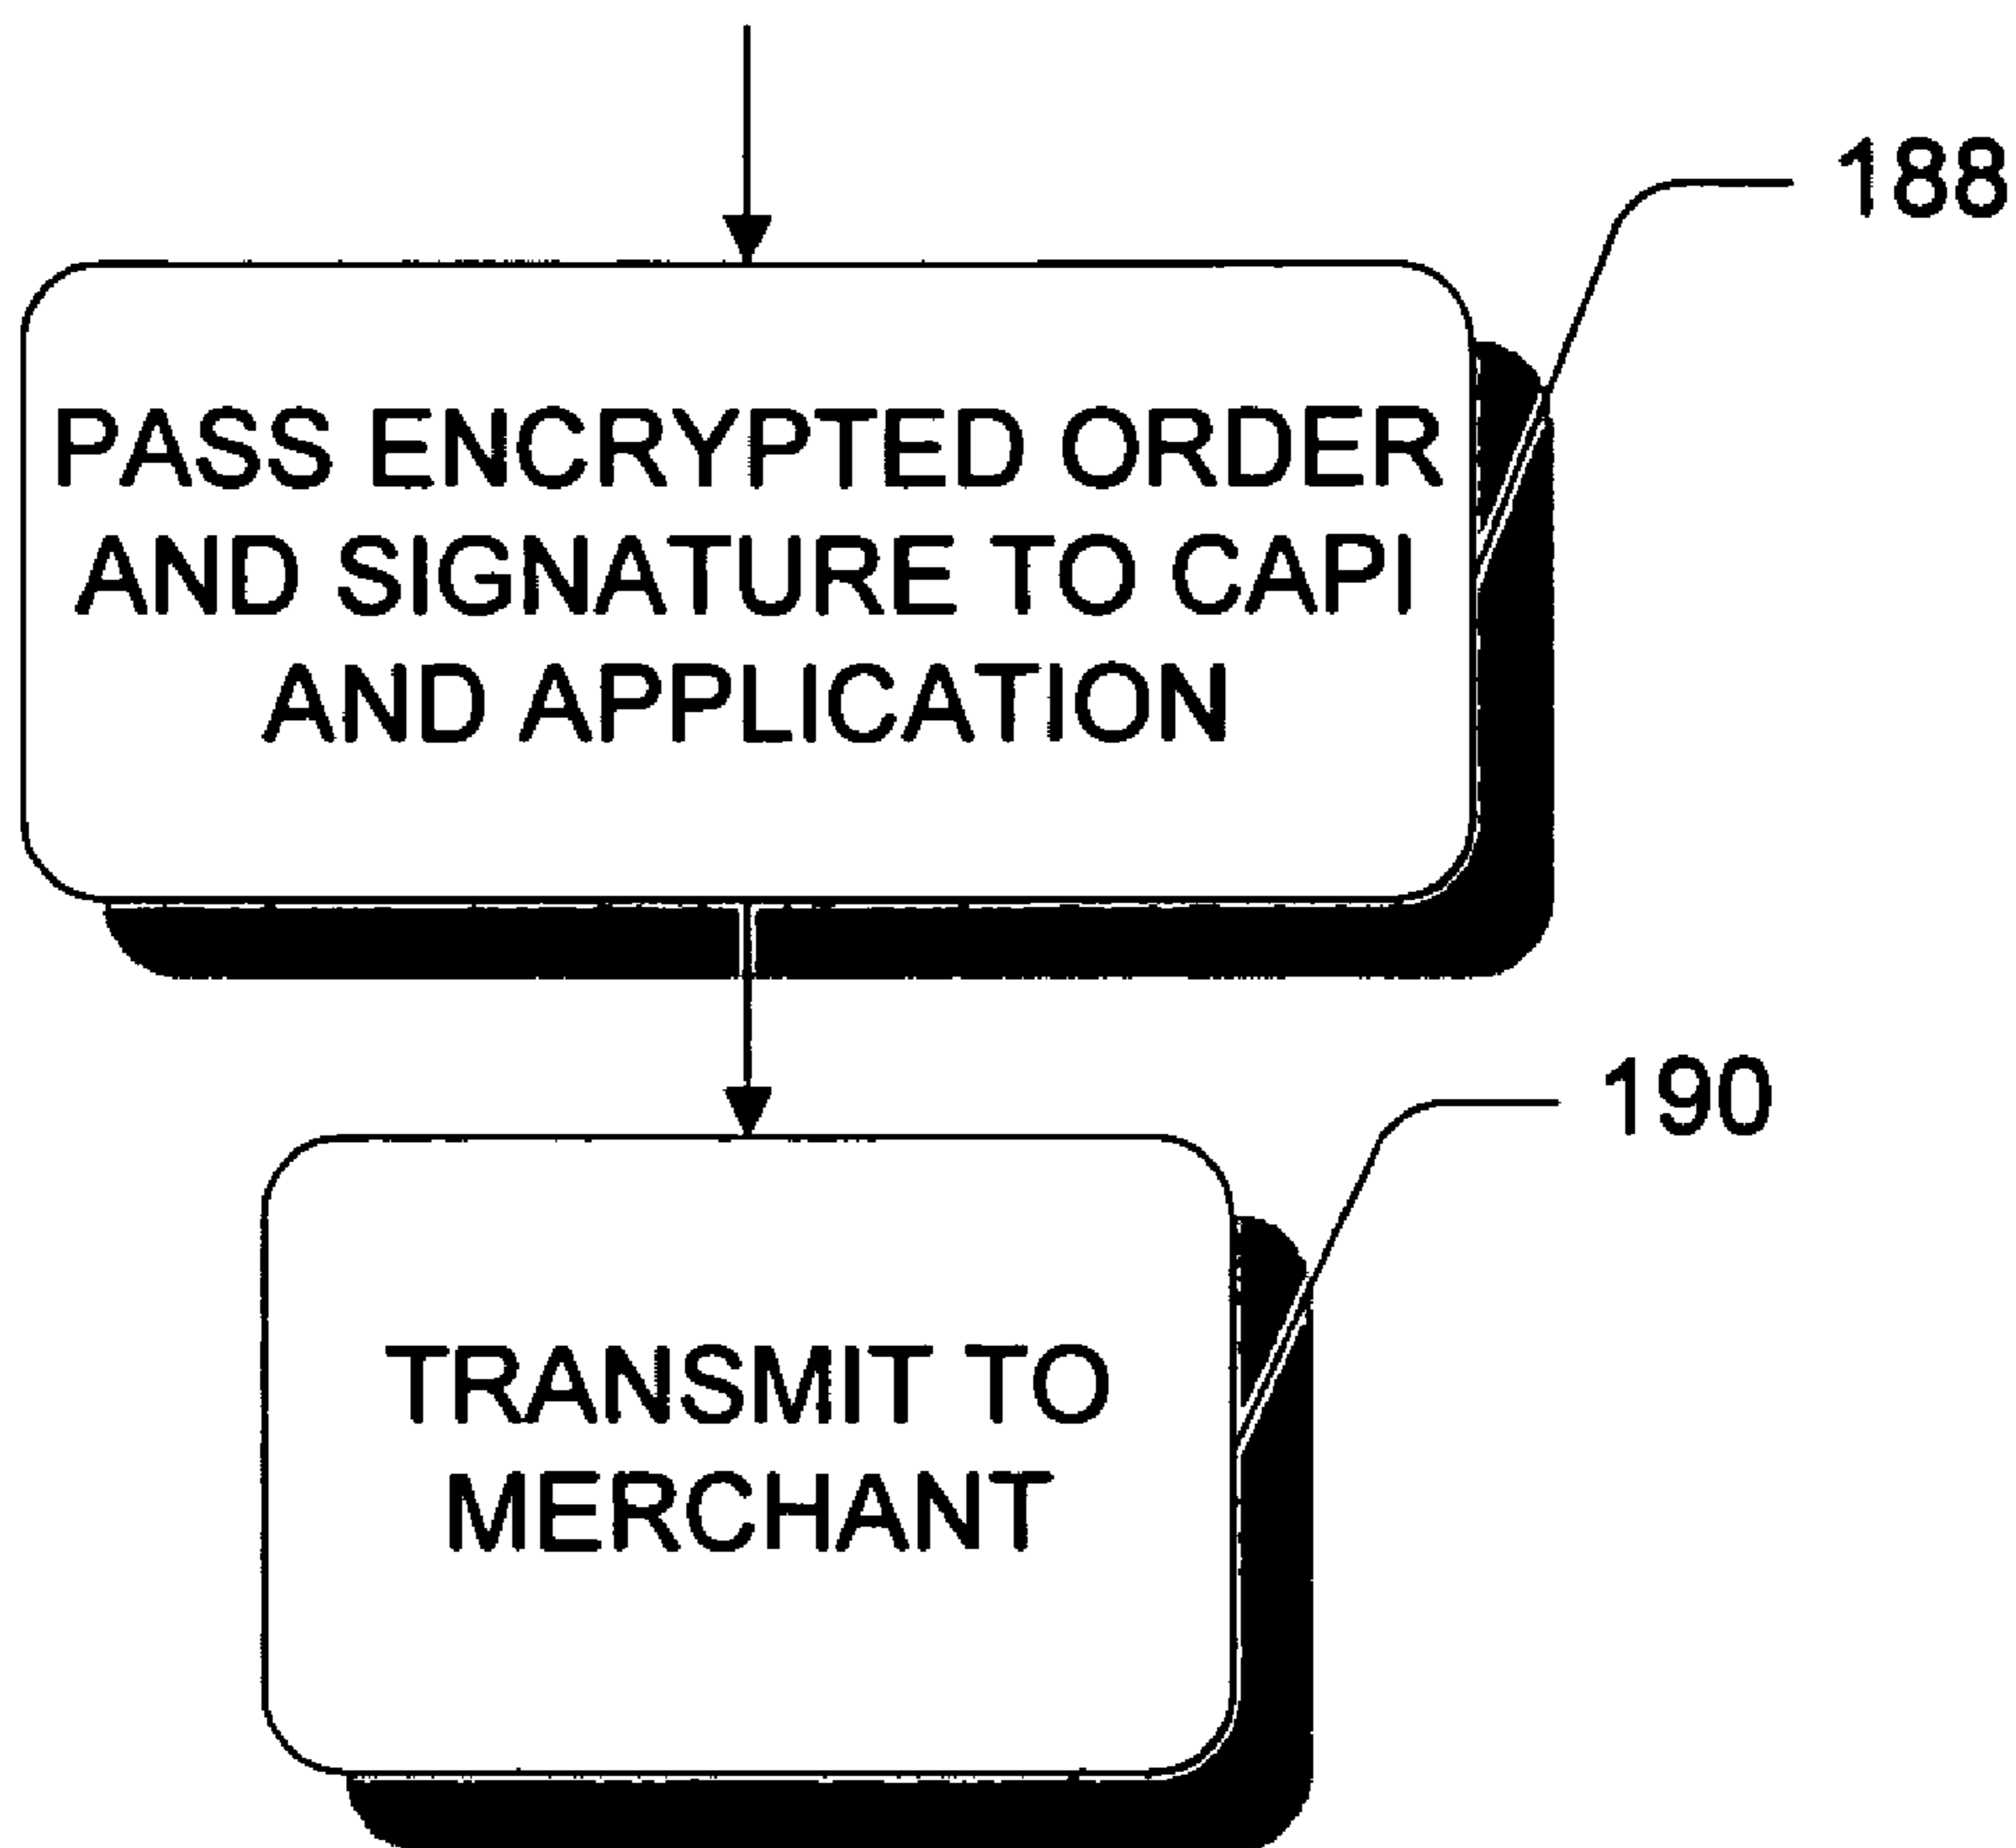 188
PASS ENCRYPTED ORDER
AND SIGNATURE TO CAPI
AND APPLICATION
190
TRANSMIT TO
MERCHANT